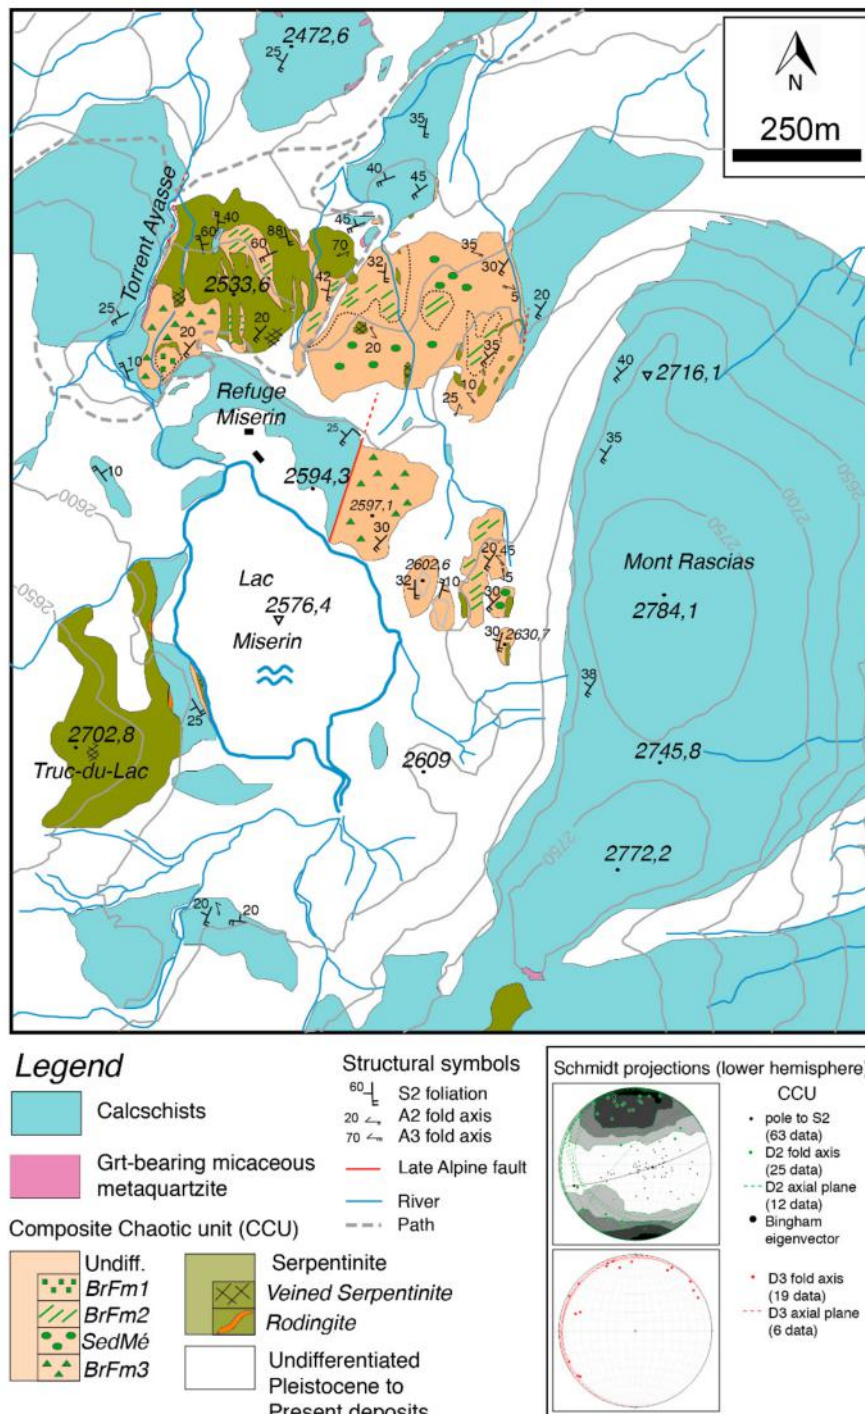 2472,6
25
N
250m
35
40
45
Torrent Ayasse
40
60
88
60
45
70
42
32
35
30
5
20
2533,6
25
20
20
20
35
10
25
10
40
2716,1
Refuge
Miserin
25
35
2594,3
10
2600
2597,1
30
2650
2700
2750
2650
Lac
2576,4
Miserin
2602,6
32
10
20
45
5
30
30
2630,7
Mont Rascias
2784,1
38
25
2702,8
Truc-du-Lac
2609
2745,8
2750
2772,2
20
20
Legend
Calcschists
Grt-bearing micaceous
metaquartzite
Composite Chaotic unit (CCU)
Undiff.
BrFm1
BrFm2
SedMé
BrFm3
Serpentinite
Veined Serpentinite
Rodingite
Undifferentiated
Pleistocene to
Present deposits
Structural symbols
60 S2 foliation
20 A2 fold axis
70 A3 fold axis
Late Alpine fault
River
Path
Schmidt projections (lower hemisphere)
CCU
pole to S2
(63 data)
D2 fold axis
(25 data)
D2 axial plane
(12 data)
Bingham
eigenvector
D3 fold axis
(19 data)
D3 axial plane
(6 data)